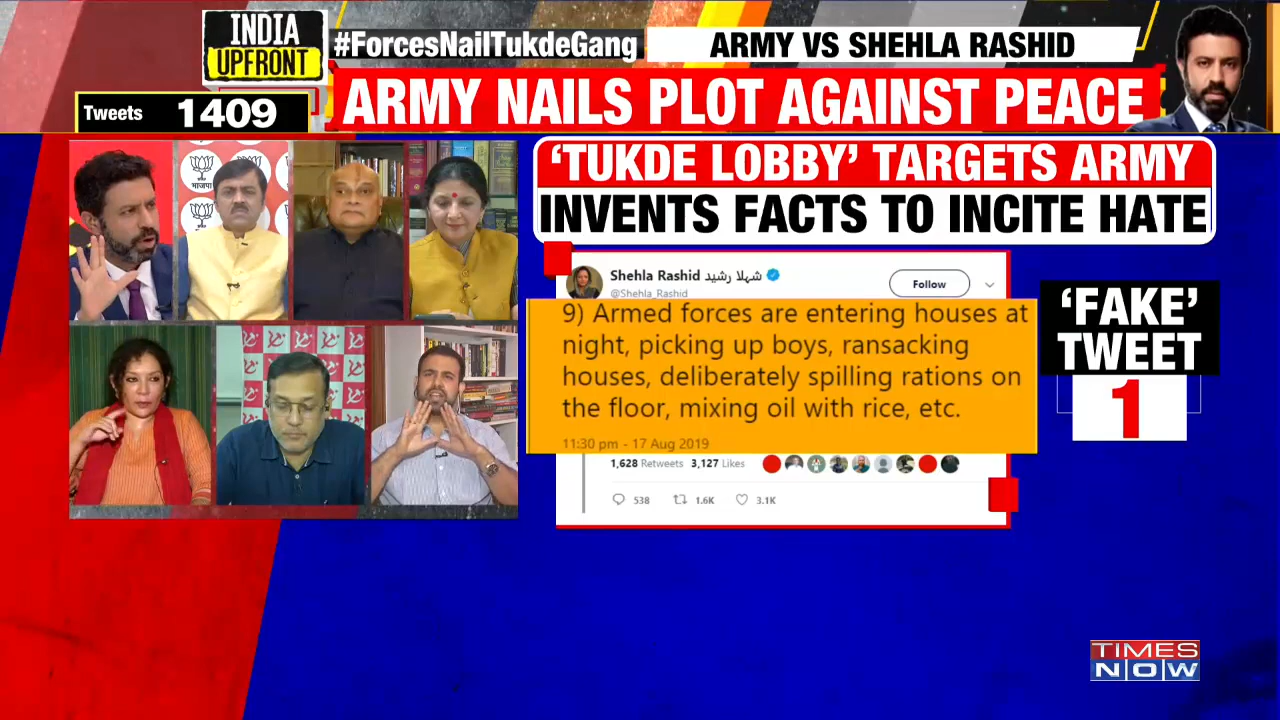 INDIA
UPFRONT
#ForcesNailTukdeGang
ARMY VS SHEHLA RASHID
Tweets 1409
ARMY NAILS PLOT AGAINST PEACE
'TUKDE LOBBY' TARGETS ARMY
INVENTS FACTS TO INCITE HATE
भाजपा
Shehla Rashid شہلا رشید
@Shehla_Rashid
Follow
9) Armed forces are entering houses at
night, picking up boys, ransacking
houses, deliberately spilling rations on
the floor, mixing oil with rice, etc.
11:30 pm - 17 Aug 2019
1,628 Retweets 3,127 Likes
538 1.6K 3.1K
'FAKE'
TWEET
1
TIMES
NOW